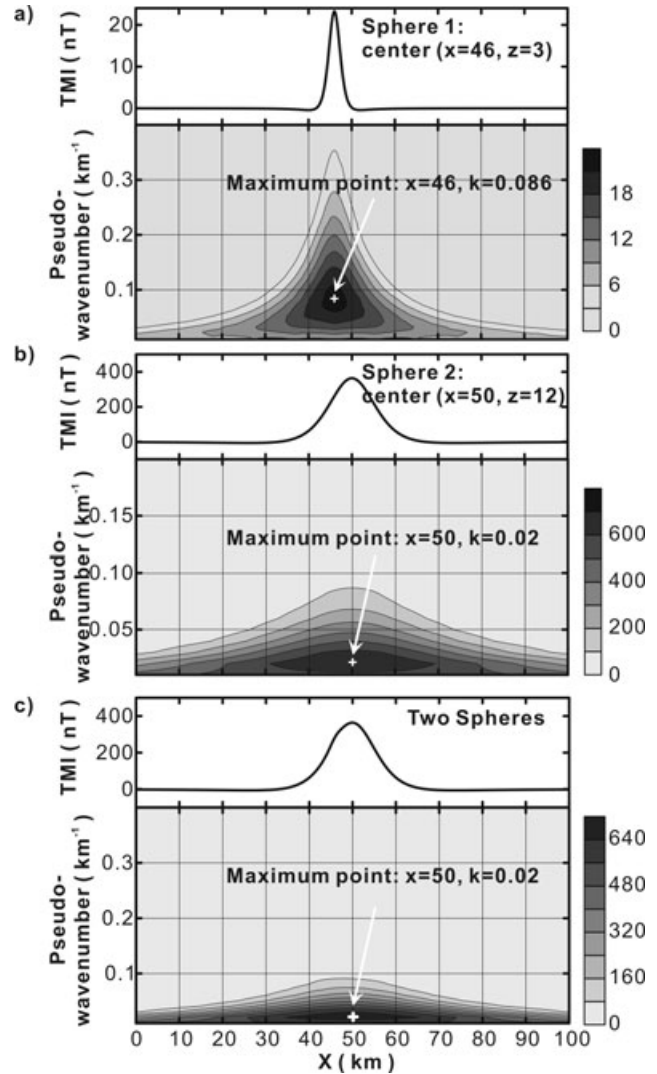 a)
TMI ( nT )
20
10
0
Sphere 1:
center (x=46, z=3)
Pseudo-
wavenumber ( km⁻¹ )
0.3
0.2
0.1
Maximum point: x=46, k=0.086
18
12
6
0
b)
TMI ( nT )
400
200
0
Sphere 2:
center (x=50, z=12)
Pseudo-
wavenumber ( km⁻¹ )
0.15
0.10
0.05
Maximum point: x=50, k=0.02
600
400
200
0
c)
TMI ( nT )
400
200
0
Two Spheres
Pseudo-
wavenumber ( km⁻¹ )
0.3
0.2
0.1
Maximum point: x=50, k=0.02
640
480
320
160
0
0 10 20 30 40 50 60 70 80 90 100
X ( km )